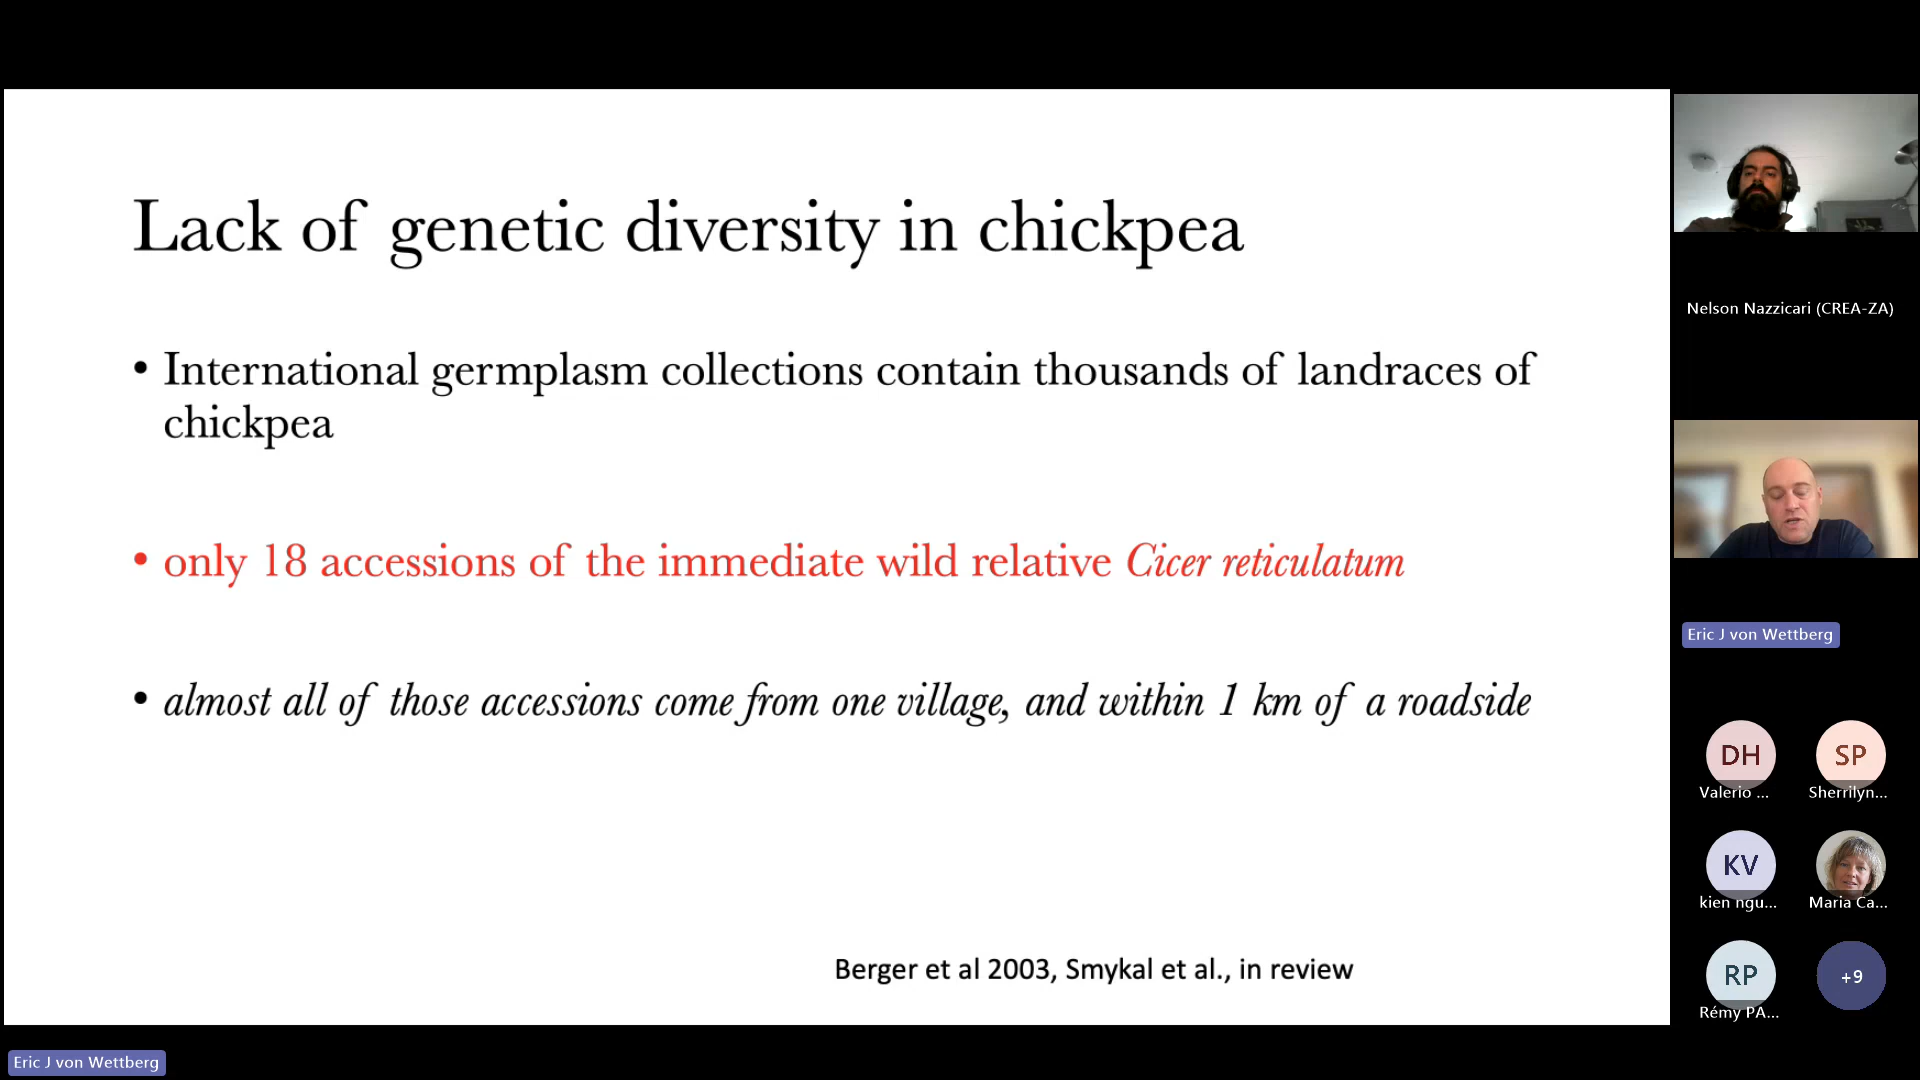 Lack of genetic diversity in chickpea
• International germplasm collections contain thousands of landraces of
chickpea
• only 18 accessions of the immediate wild relative Cicer reticulatum
• almost all of those accessions come from one village, and within 1 km of a roadside
Berger et al 2003, Smykal et al., in review
Eric J von Wettberg
Nelson Nazzicari (CREA-ZA)
Eric J von Wettberg
DH
Valerio ...
SP
Sherrilyn...
KV
kien ngu...
Maria Ca...
RP
Rémy PA...
+9